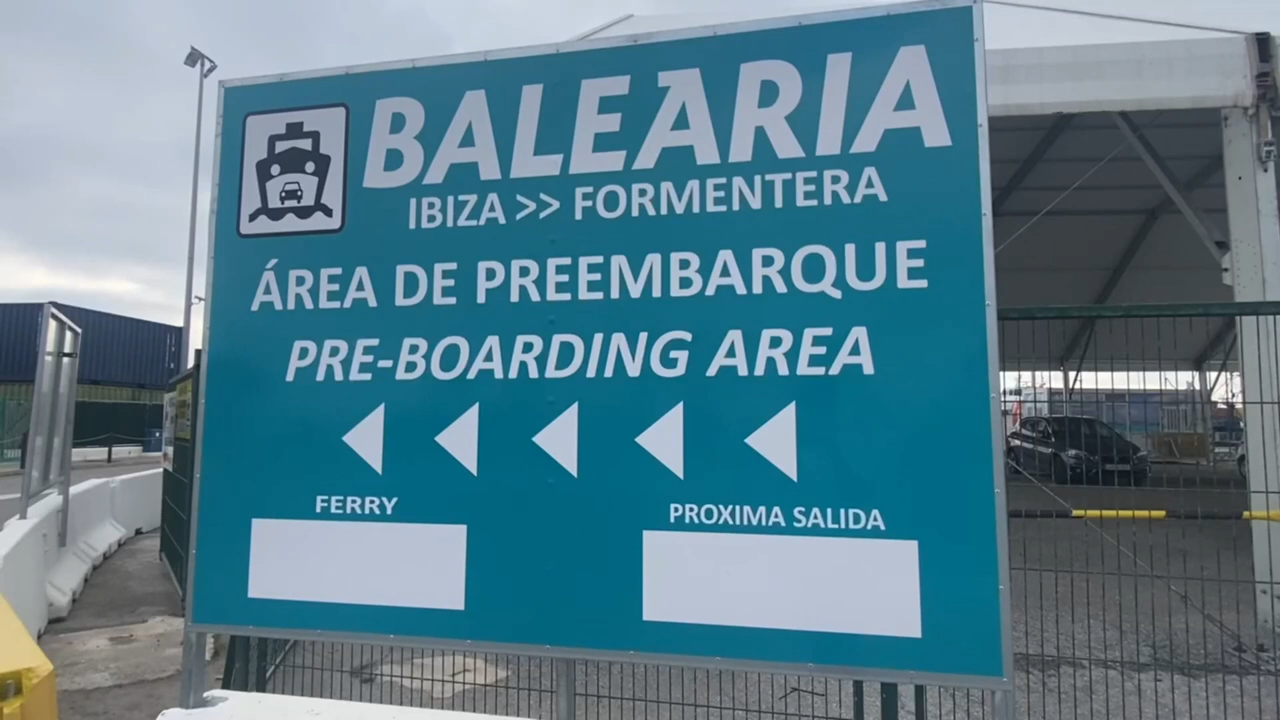 BALEARIA
IBIZA >> FORMENTERA
ÁREA DE PREEMBARQUE
PRE-BOARDING AREA
FERRY
PROXIMA SALIDA